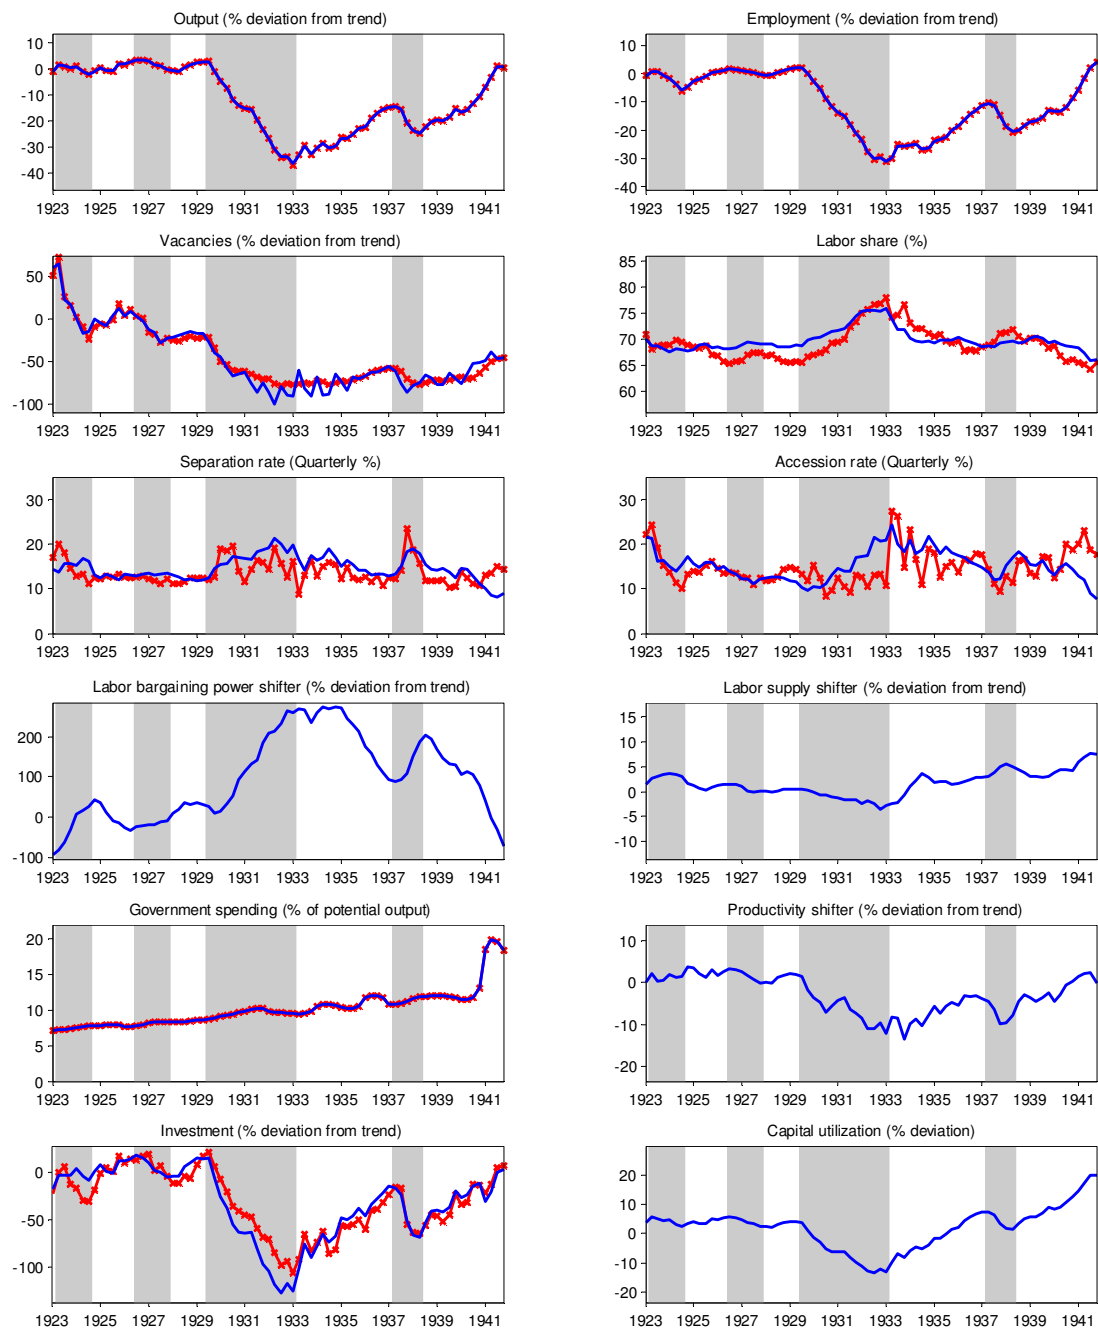 Output (% deviation from trend)
10
0
-10
-20
-30
-40
1923 1925 1927 1929 1931 1933 1935 1937 1939 1941
Employment (% deviation from trend)
10
0
-10
-20
-30
-40
1923 1925 1927 1929 1931 1933 1935 1937 1939 1941
Vacancies (% deviation from trend)
50
0
-50
-100
1923 1925 1927 1929 1931 1933 1935 1937 1939 1941
Labor share (%)
85
80
75
70
65
60
1923 1925 1927 1929 1931 1933 1935 1937 1939 1941
Separation rate (Quarterly %)
30
20
10
0
1923 1925 1927 1929 1931 1933 1935 1937 1939 1941
Accession rate (Quarterly %)
30
20
10
0
1923 1925 1927 1929 1931 1933 1935 1937 1939 1941
Labor bargaining power shifter (% deviation from trend)
200
100
0
-100
1923 1925 1927 1929 1931 1933 1935 1937 1939 1941
Labor supply shifter (% deviation from trend)
15
10
5
0
-5
-10
1923 1925 1927 1929 1931 1933 1935 1937 1939 1941
Government spending (% of potential output)
20
15
10
5
0
1923 1925 1927 1929 1931 1933 1935 1937 1939 1941
Productivity shifter (% deviation from trend)
10
0
-10
-20
1923 1925 1927 1929 1931 1933 1935 1937 1939 1941
Investment (% deviation from trend)
0
-50
-100
1923 1925 1927 1929 1931 1933 1935 1937 1939 1941
Capital utilization (% deviation)
20
10
0
-10
-20
1923 1925 1927 1929 1931 1933 1935 1937 1939 1941